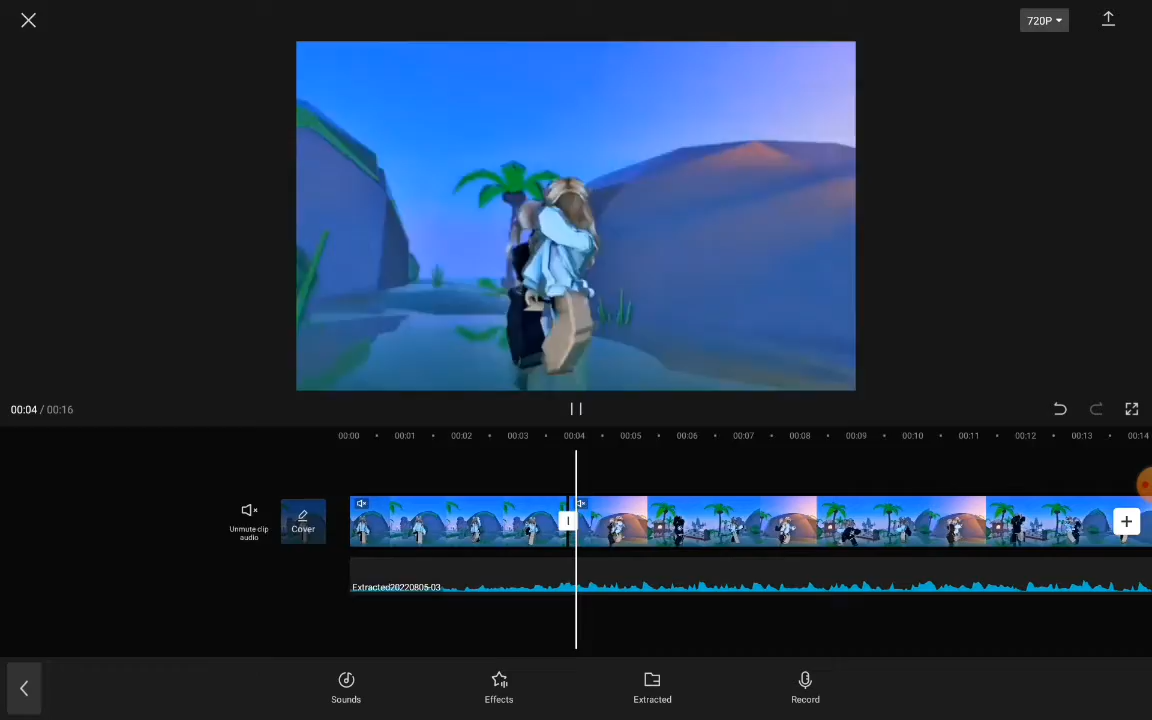 720P
00:04 / 00:16
00:00 00:01 00:02 00:03 00:04 00:05 00:06 00:07 00:08 00:09 00:10 00:11 00:12 00:13 00:14
Unmute clip
audio
Cover
Extracted20220805-03
Sounds Effects Extracted Record